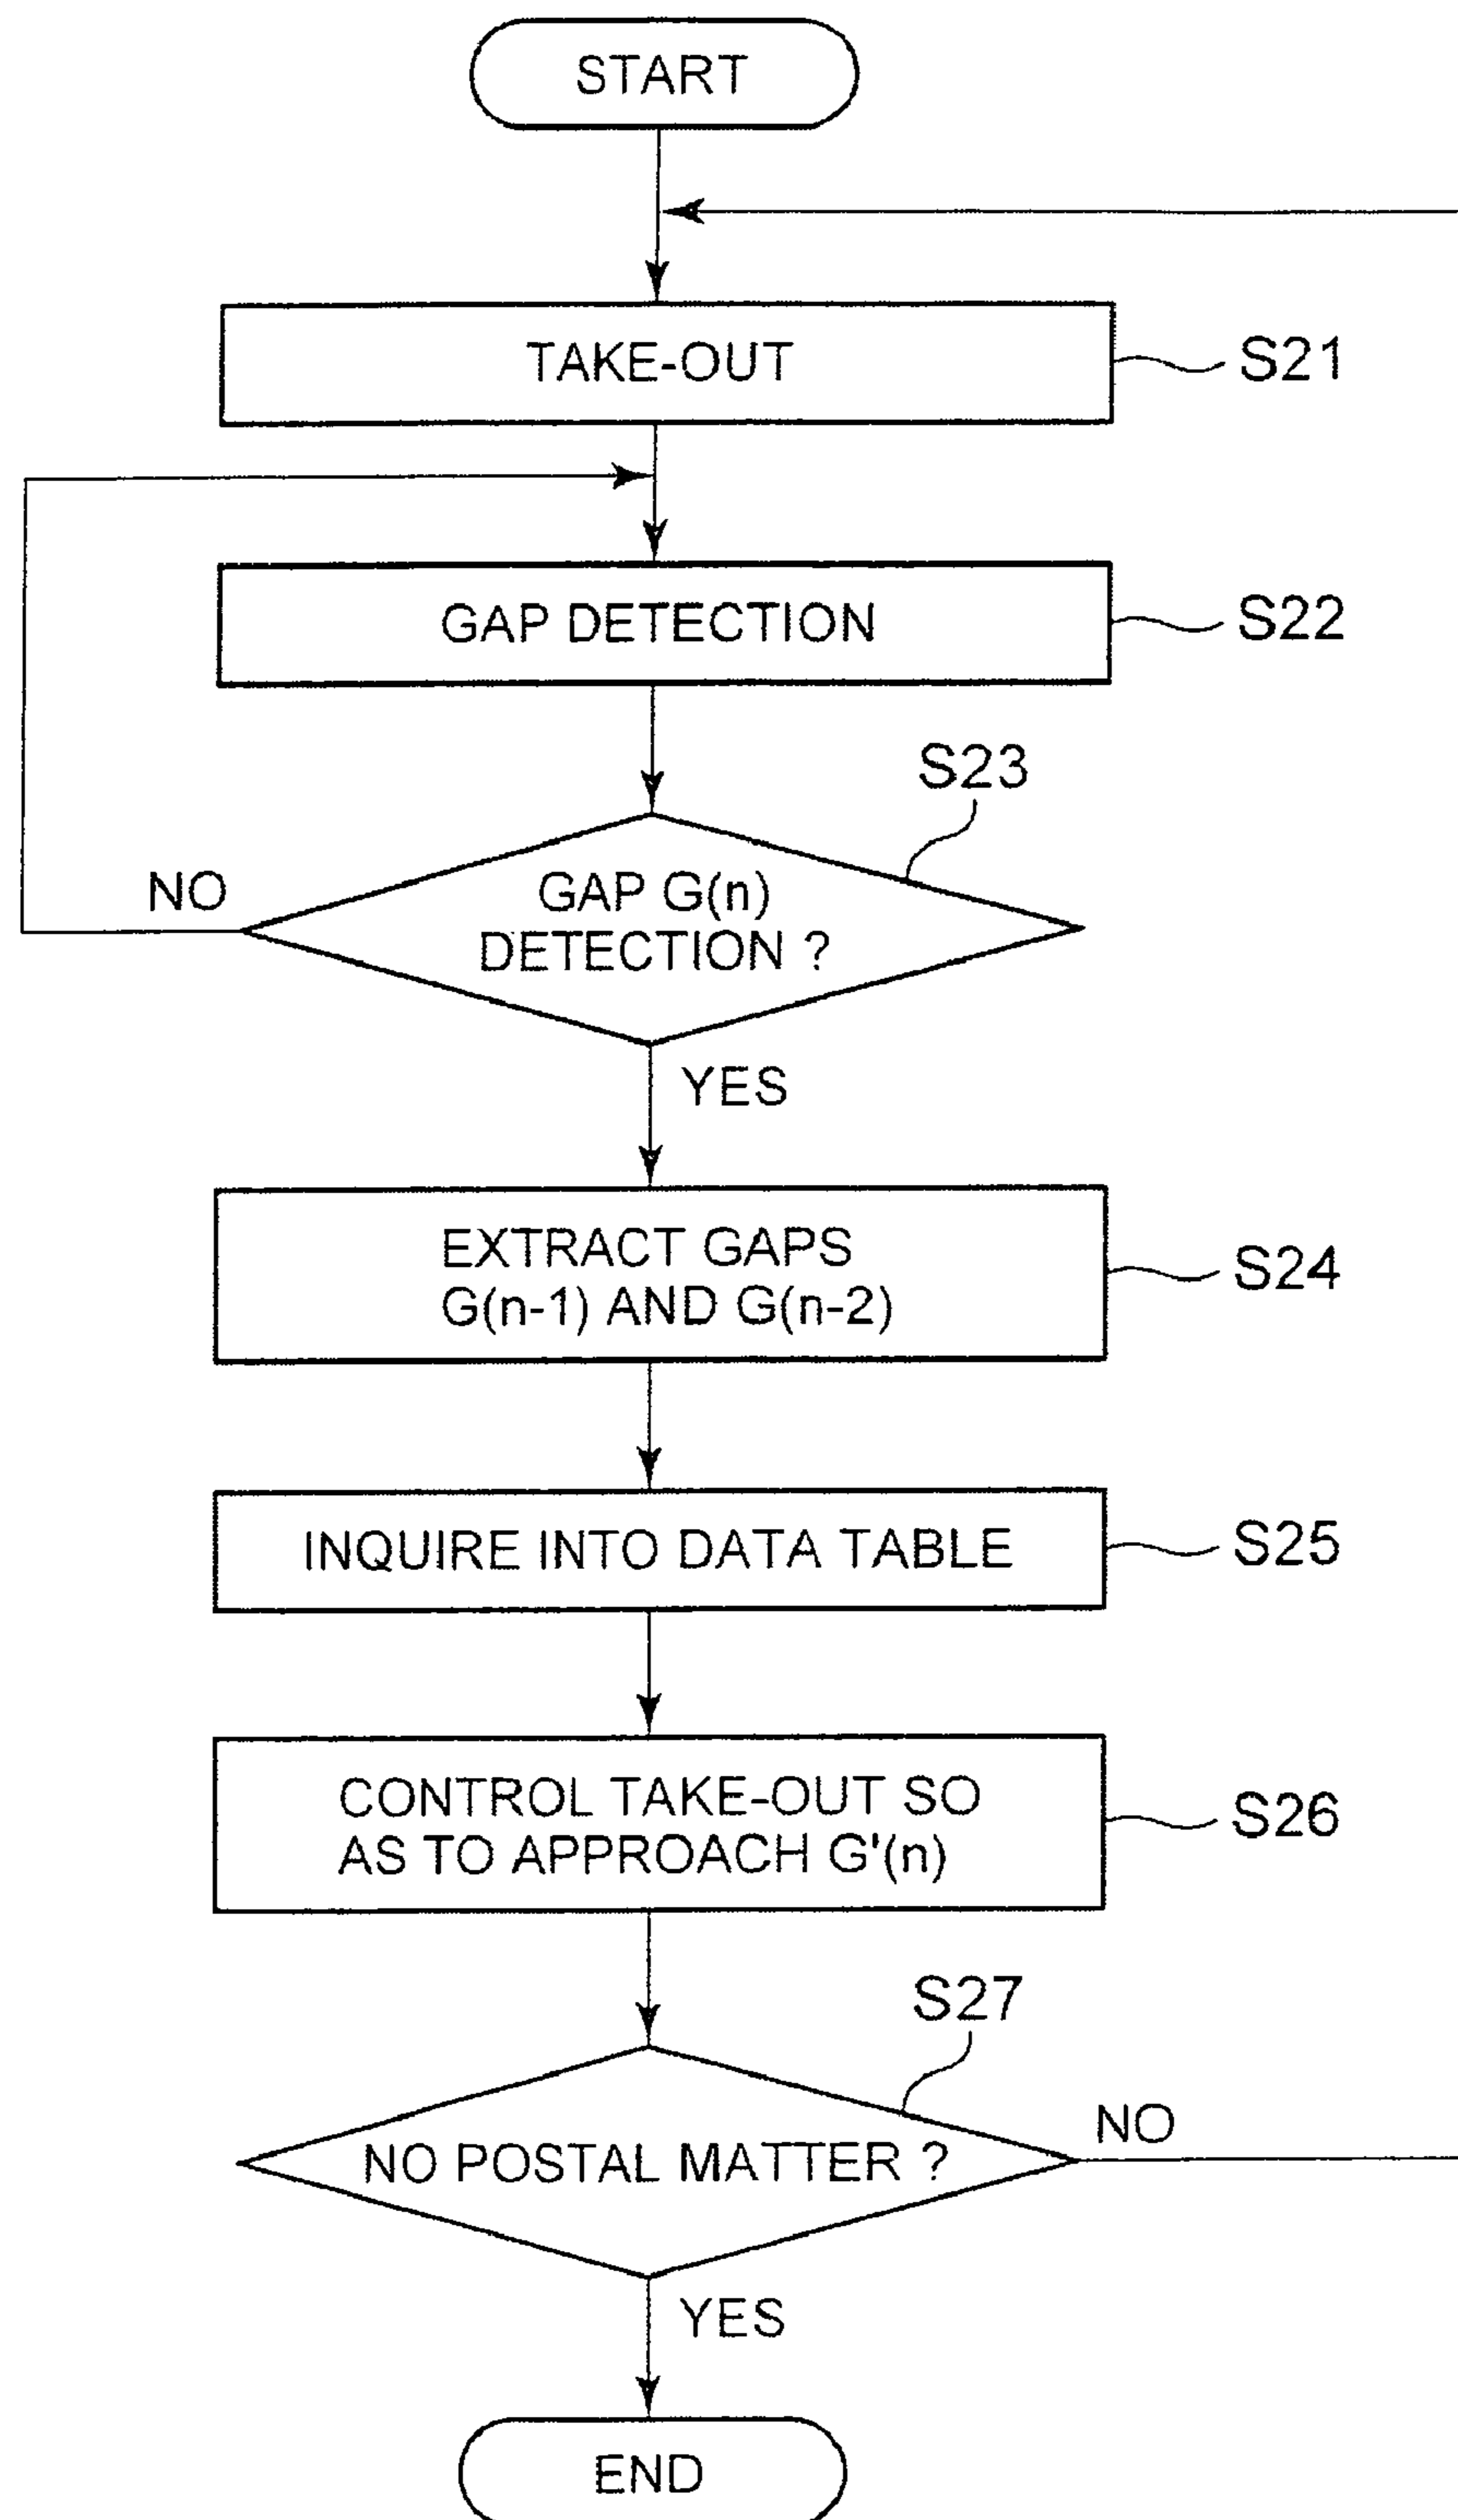 START
TAKE-OUT
S21
GAP DETECTION
S22
S23
GAP G(n)
DETECTION ?
NO
YES
EXTRACT GAPS
G(n-1) AND G(n-2)
S24
INQUIRE INTO DATA TABLE
S25
CONTROL TAKE-OUT SO
AS TO APPROACH G'(n)
S26
S27
NO POSTAL MATTER ?
NO
YES
END